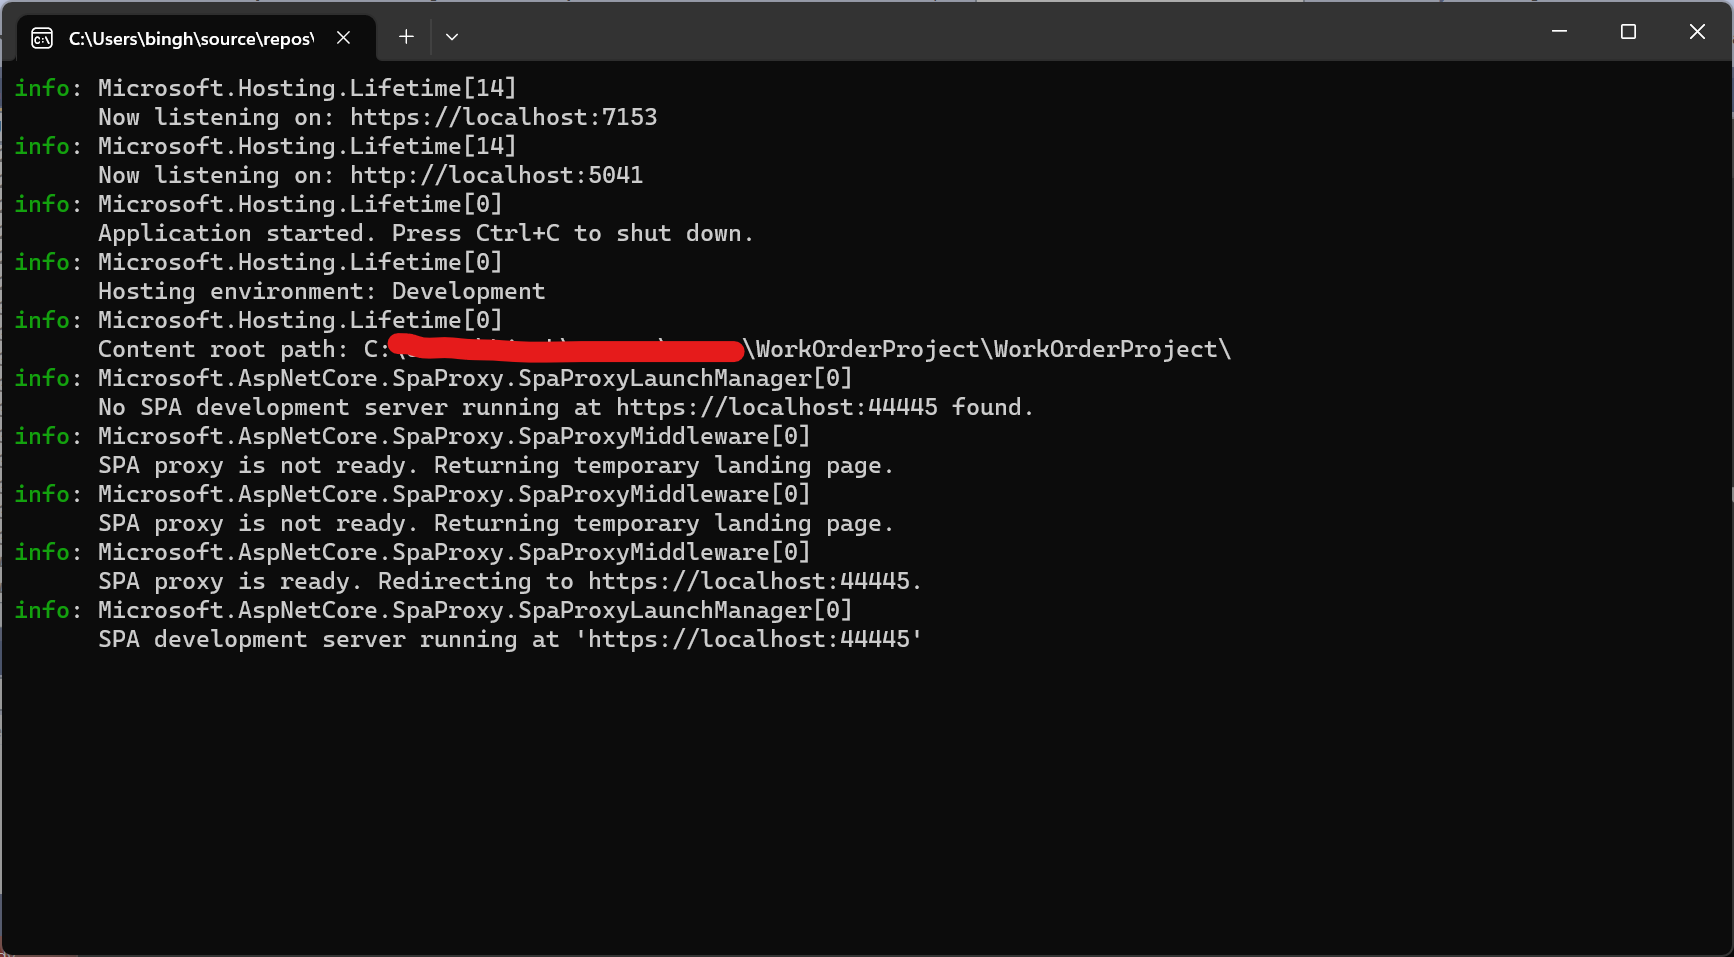 C:\Users\bingh\source\repos\
info: Microsoft.Hosting.Lifetime[14]
Now listening on: https://localhost:7153
info: Microsoft.Hosting.Lifetime[14]
Now listening on: http://localhost:5041
info: Microsoft.Hosting.Lifetime[0]
Application started. Press Ctrl+C to shut down.
info: Microsoft.Hosting.Lifetime[0]
Hosting environment: Development
info: Microsoft.Hosting.Lifetime[0]
Content root path: C:\ \WorkOrderProject\WorkOrderProject\
info: Microsoft.AspNetCore.SpaProxy.SpaProxyLaunchManager[0]
No SPA development server running at https://localhost:44445 found.
info: Microsoft.AspNetCore.SpaProxy.SpaProxyMiddleware[0]
SPA proxy is not ready. Returning temporary landing page.
info: Microsoft.AspNetCore.SpaProxy.SpaProxyMiddleware[0]
SPA proxy is not ready. Returning temporary landing page.
info: Microsoft.AspNetCore.SpaProxy.SpaProxyMiddleware[0]
SPA proxy is ready. Redirecting to https://localhost:44445.
info: Microsoft.AspNetCore.SpaProxy.SpaProxyLaunchManager[0]
SPA development server running at 'https://localhost:44445'